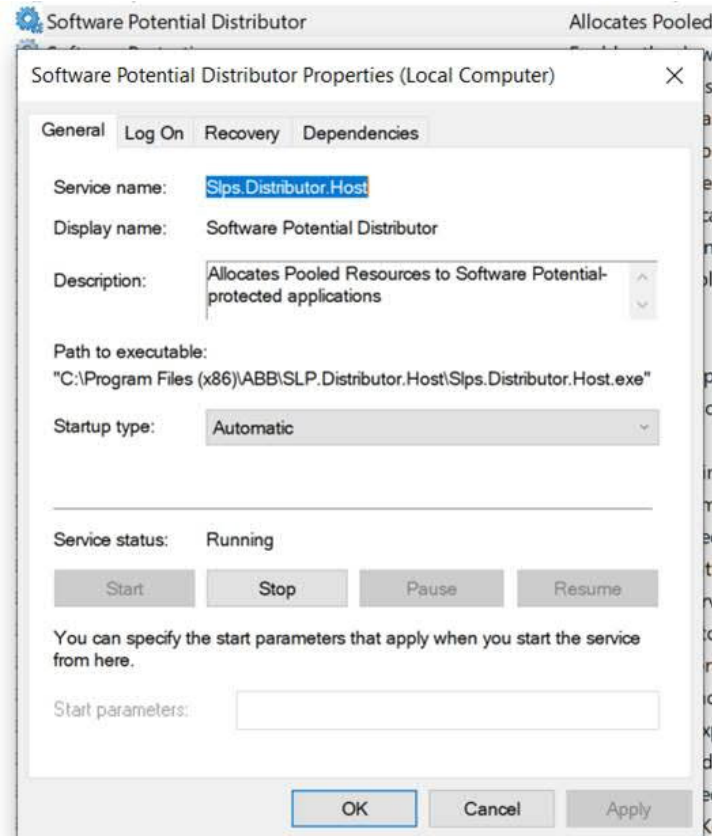 Software Potential Distributor Allocates Pooled
Software Potential Distributor Properties (Local Computer)
General Log On Recovery Dependencies
Service name: Slps.Distributor.Host
Display name: Software Potential Distributor
Description: Allocates Pooled Resources to Software Potential-
protected applications
Path to executable:
"C:\Program Files (x86)\ABB\SLP.Distributor.Host\Slps.Distributor.Host.exe"
Startup type: Automatic
Service status: Running
Start Stop Pause Resume
You can specify the start parameters that apply when you start the service
from here.
Start parameters:
OK Cancel Apply